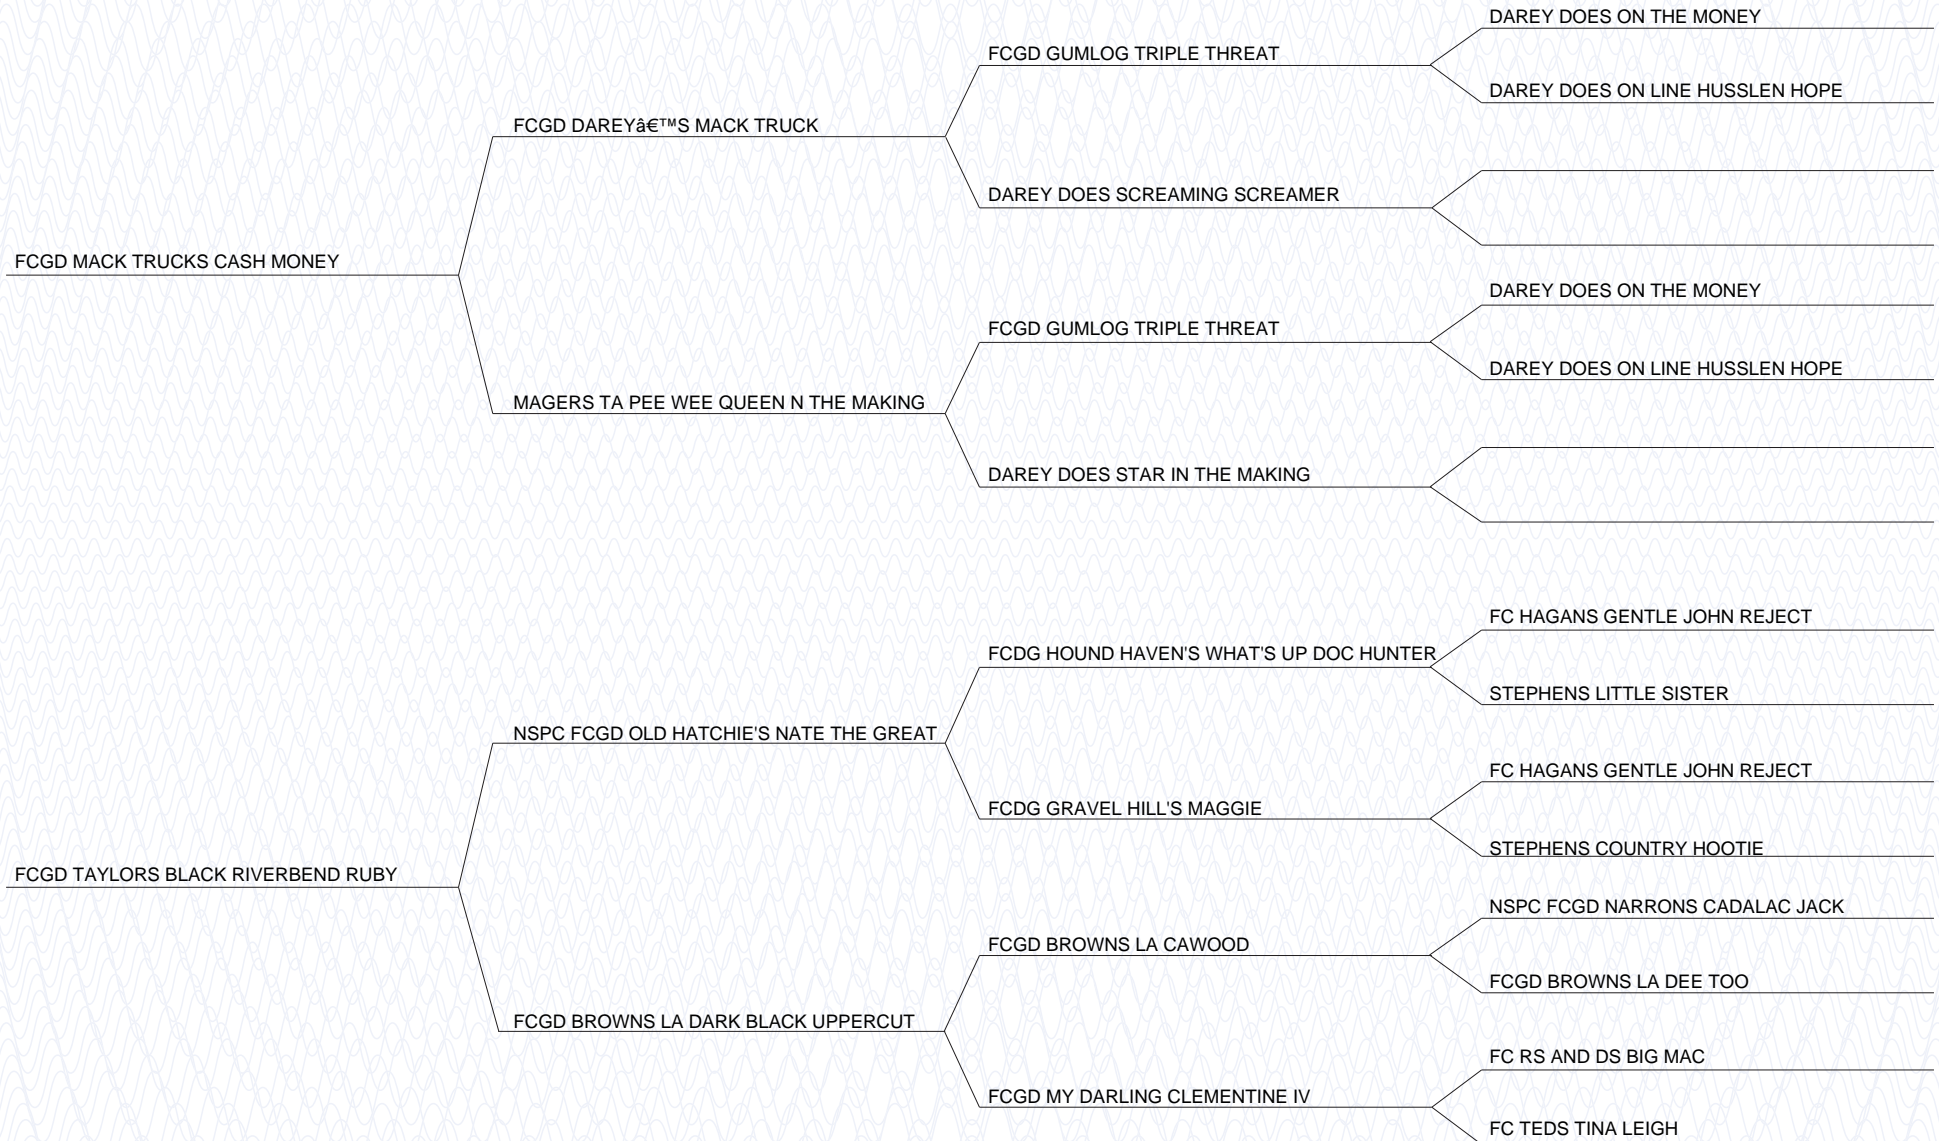 DAREY DOES ON THE MONEY
FCGD GUMLOG TRIPLE THREAT
DAREY DOES ON LINE HUSSLEN HOPE
FCGD DAREYâ€™S MACK TRUCK
DAREY DOES SCREAMING SCREAMER
FCGD MACK TRUCKS CASH MONEY
DAREY DOES ON THE MONEY
FCGD GUMLOG TRIPLE THREAT
DAREY DOES ON LINE HUSSLEN HOPE
MAGERS TA PEE WEE QUEEN N THE MAKING
DAREY DOES STAR IN THE MAKING
FC HAGANS GENTLE JOHN REJECT
FCDG HOUND HAVEN'S WHAT'S UP DOC HUNTER
STEPHENS LITTLE SISTER
NSPC FCGD OLD HATCHIE'S NATE THE GREAT
FC HAGANS GENTLE JOHN REJECT
FCDG GRAVEL HILL'S MAGGIE
STEPHENS COUNTRY HOOTIE
FCGD TAYLORS BLACK RIVERBEND RUBY
NSPC FCGD NARRONS CADALAC JACK
FCGD BROWNS LA CAWOOD
FCGD BROWNS LA DEE TOO
FCGD BROWNS LA DARK BLACK UPPERCUT
FC RS AND DS BIG MAC
FCGD MY DARLING CLEMENTINE IV
FC TEDS TINA LEIGH